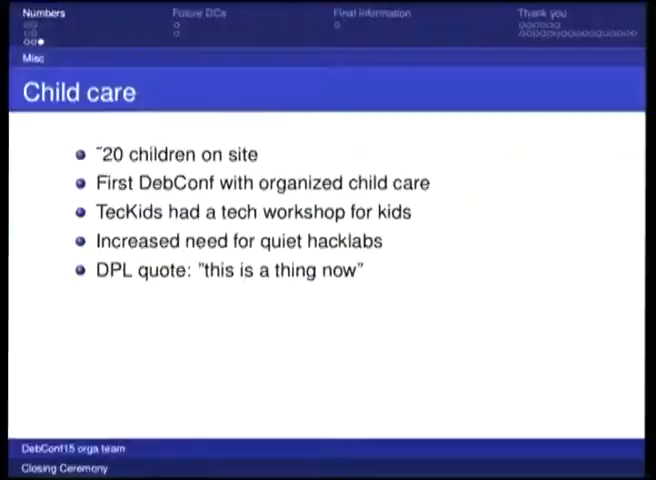 Numbers
Future DCs
Final information
Thank you
Misc
Child care
~20 children on site
First DebConf with organized child care
TecKids had a tech workshop for kids
Increased need for quiet hacklabs
DPL quote: "this is a thing now"
DebConf15 orga team
Closing Ceremony